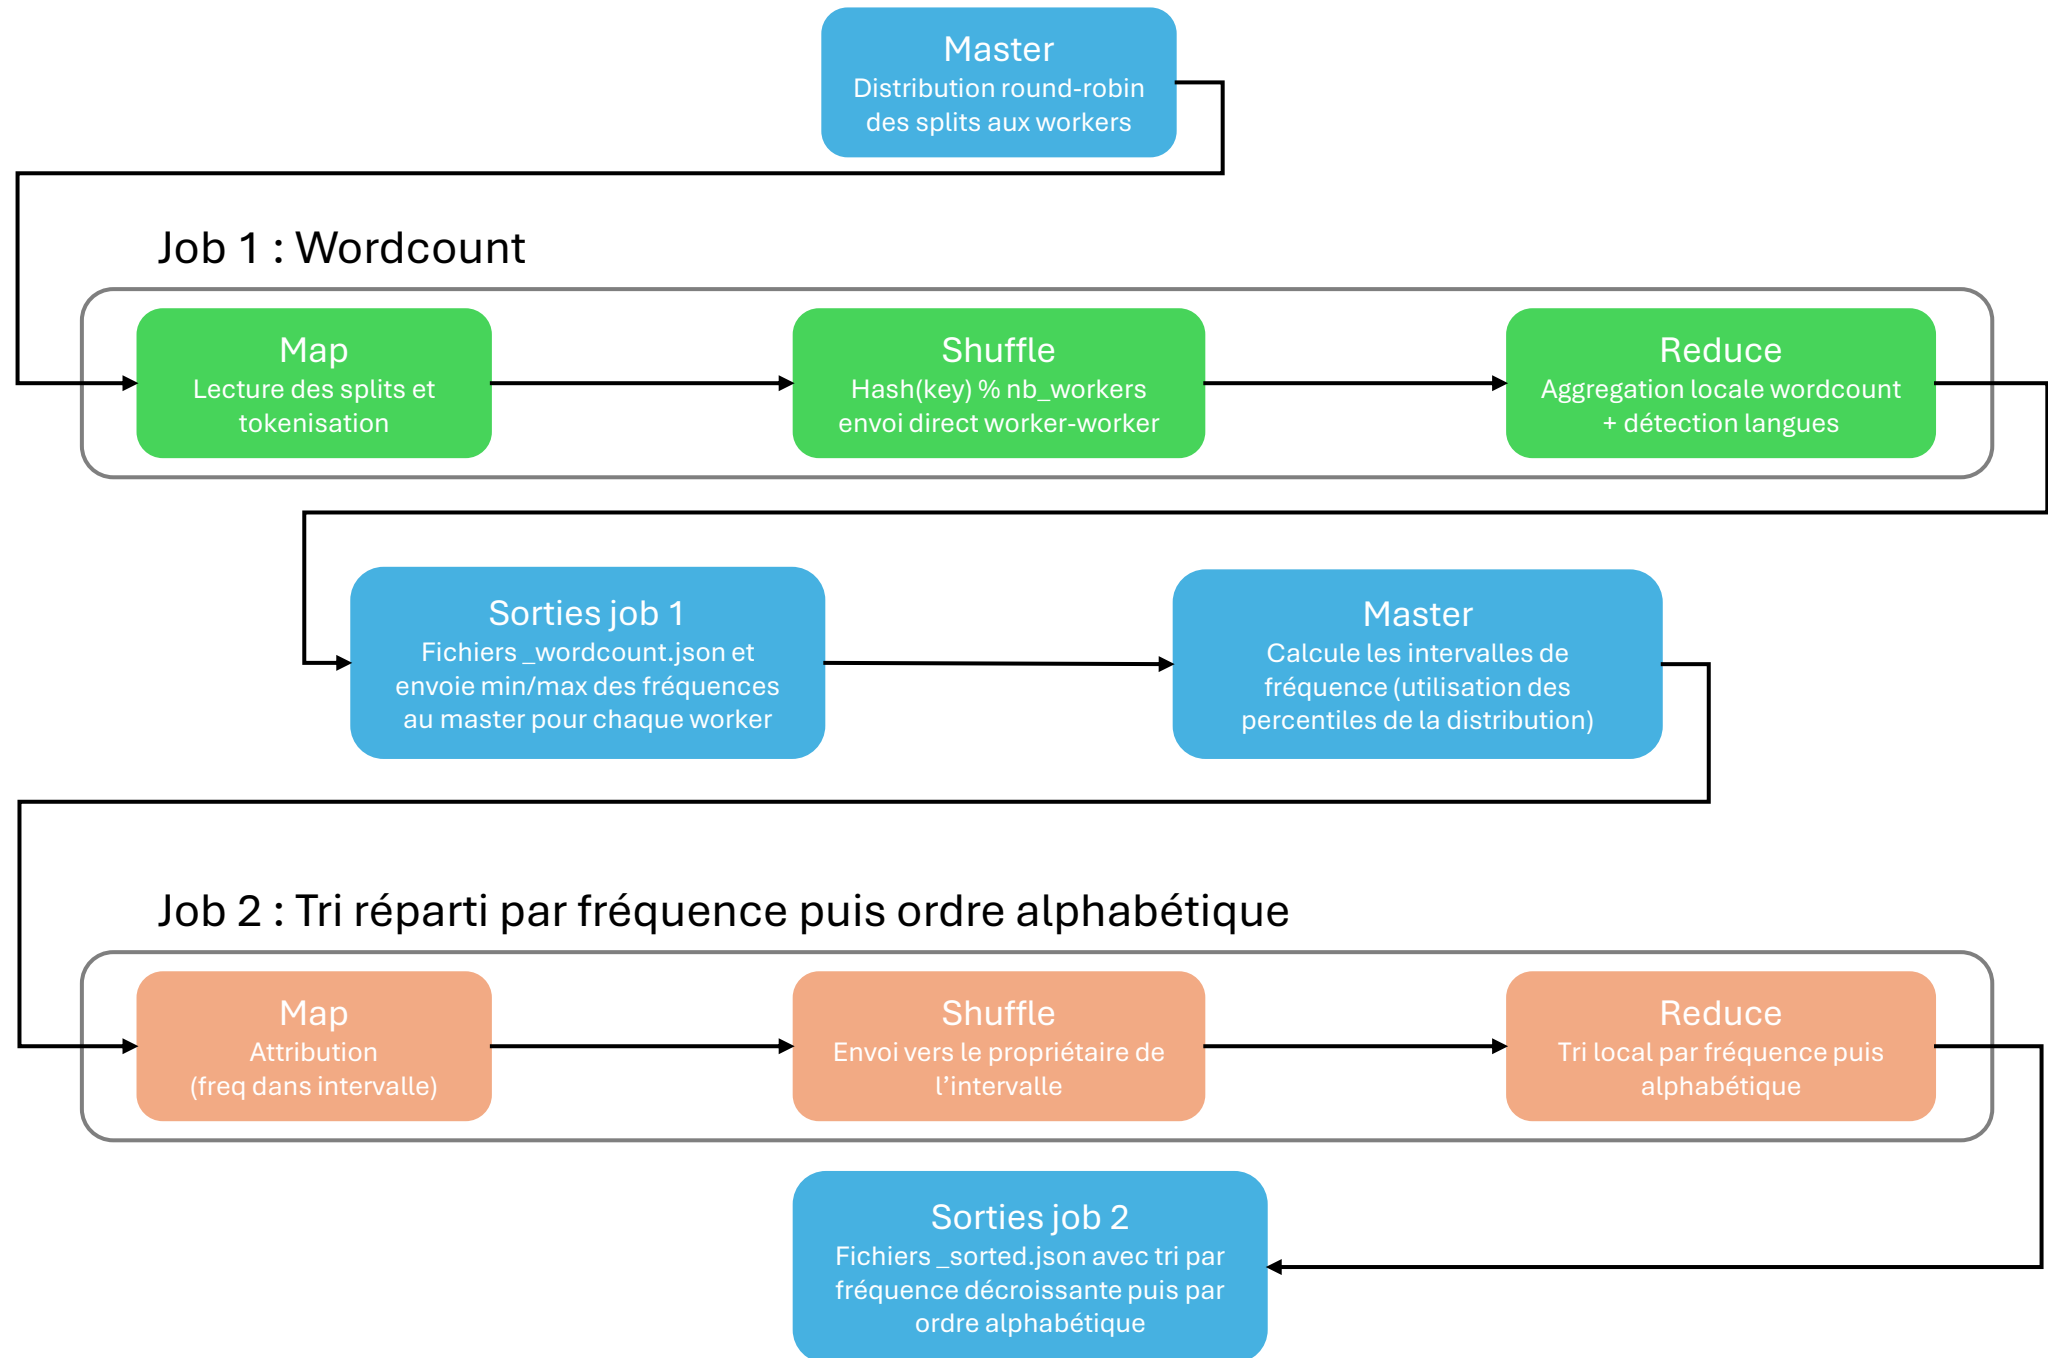 Master
Distribution round-robin
des splits aux workers
Job 1 : Wordcount
Map
Lecture des splits et
tokenisation
Shuffle
Hash(key) % nb_workers
envoi direct worker-worker
Reduce
Aggregation locale wordcount
+ détection langues
Sorties job 1
Fichiers _wordcount.json et
envoie min/max des fréquences
au master pour chaque worker
Master
Calcule les intervalles de
fréquence (utilisation des
percentiles de la distribution)
Job 2 : Tri réparti par fréquence puis ordre alphabétique
Map
Attribution
(freq dans intervalle)
Shuffle
Envoi vers le propriétaire de
l’intervalle
Reduce
Tri local par fréquence puis
alphabétique
Sorties job 2
Fichiers _sorted.json avec tri par
fréquence décroissante puis par
ordre alphabétique